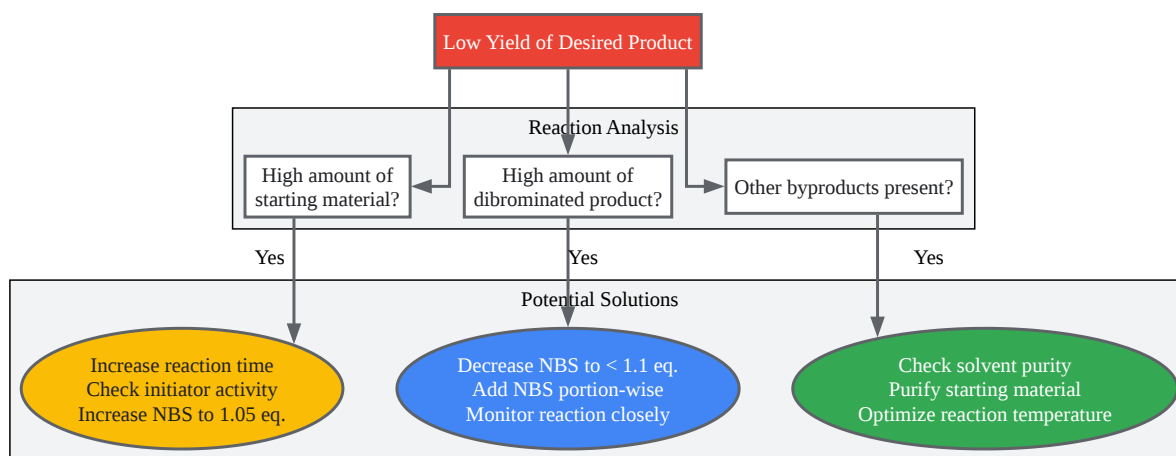 Low Yield of Desired Product
Reaction Analysis
High amount of
starting material?
High amount of
dibrominated product?
Other byproducts present?
Yes
Yes
Yes
Potential Solutions
Increase reaction time
Check initiator activity
Increase NBS to 1.05 eq.
Decrease NBS to < 1.1 eq.
Add NBS portion-wise
Monitor reaction closely
Check solvent purity
Purify starting material
Optimize reaction temperature